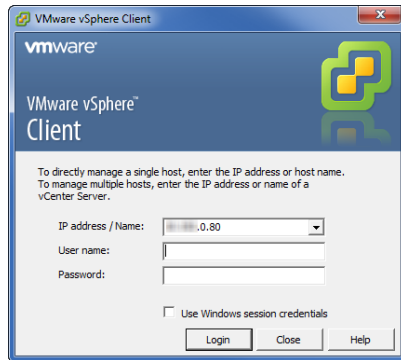 VMware vSphere Client
vmware®
VMware vSphere™
Client
To directly manage a single host, enter the IP address or host name.
To manage multiple hosts, enter the IP address or name of a
vCenter Server.
IP address / Name: .0.80
User name:
Password:
Use Windows session credentials
Login Close Help